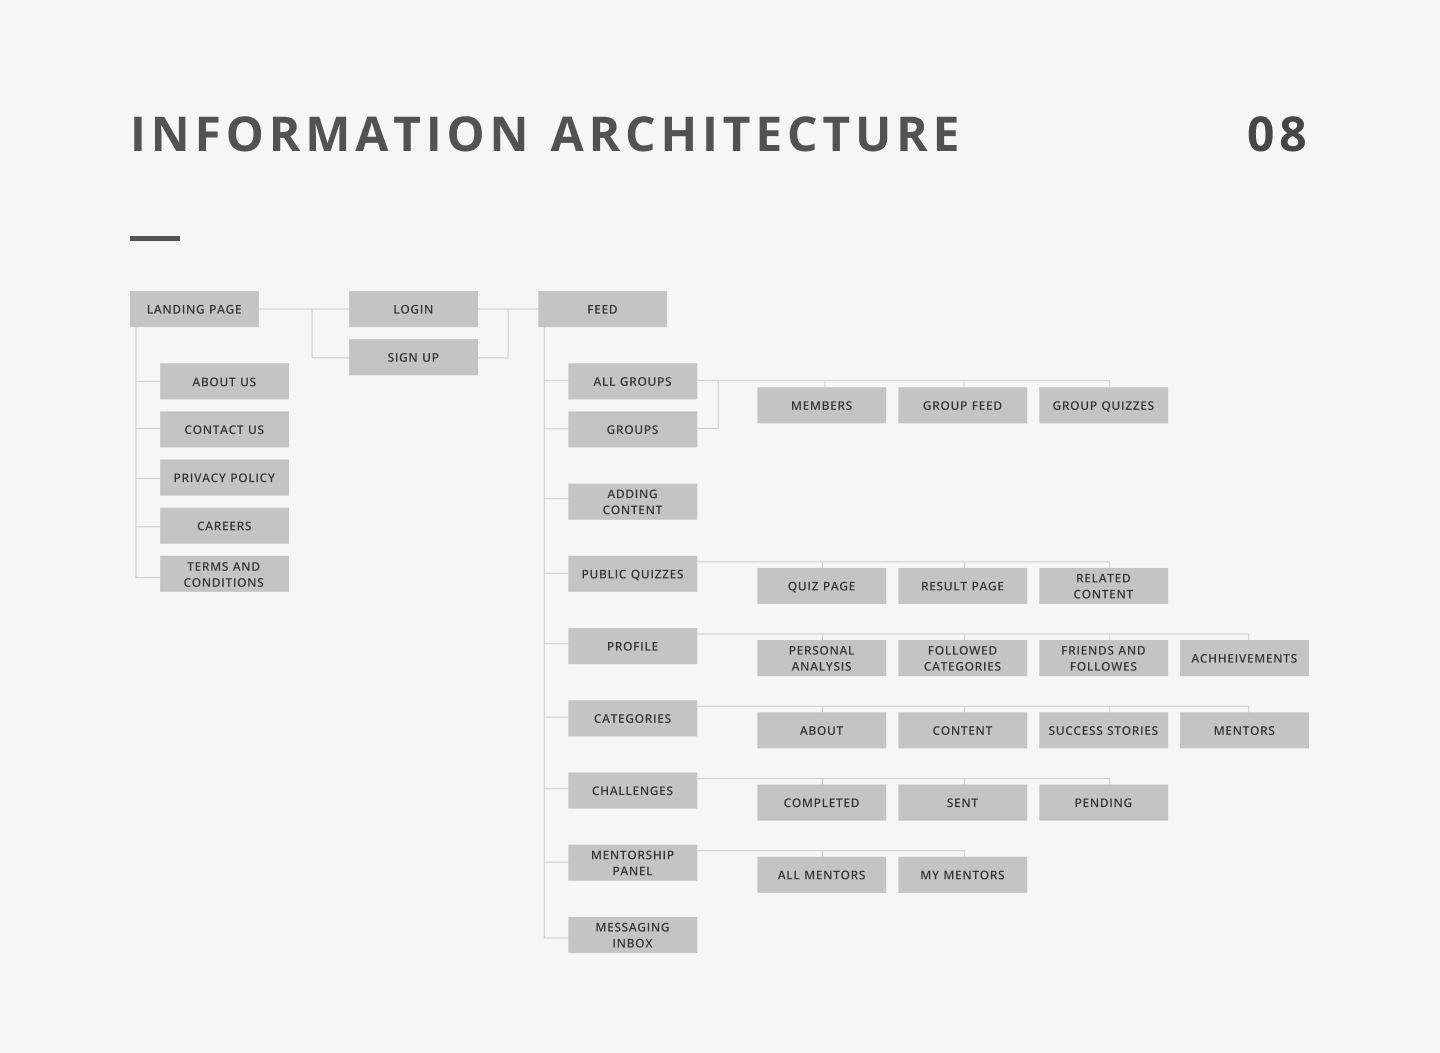 INFORMATION ARCHITECTURE
08
LANDING PAGE
ABOUT US
CONTACT US
PRIVACY POLICY
CAREERS
TERMS AND
CONDITIONS
LOGIN
SIGN UP
FEED
ALL GROUPS
GROUPS
MEMBERS
GROUP FEED
GROUP QUIZZES
ADDING
CONTENT
PUBLIC QUIZZES
QUIZ PAGE
RESULT PAGE
RELATED
CONTENT
PROFILE
PERSONAL
ANALYSIS
FOLLOWED
CATEGORIES
FRIENDS AND
FOLLOWES
ACHHEIVEMENTS
CATEGORIES
ABOUT
CONTENT
SUCCESS STORIES
MENTORS
CHALLENGES
COMPLETED
SENT
PENDING
MENTORSHIP
PANEL
ALL MENTORS
MY MENTORS
MESSAGING
INBOX